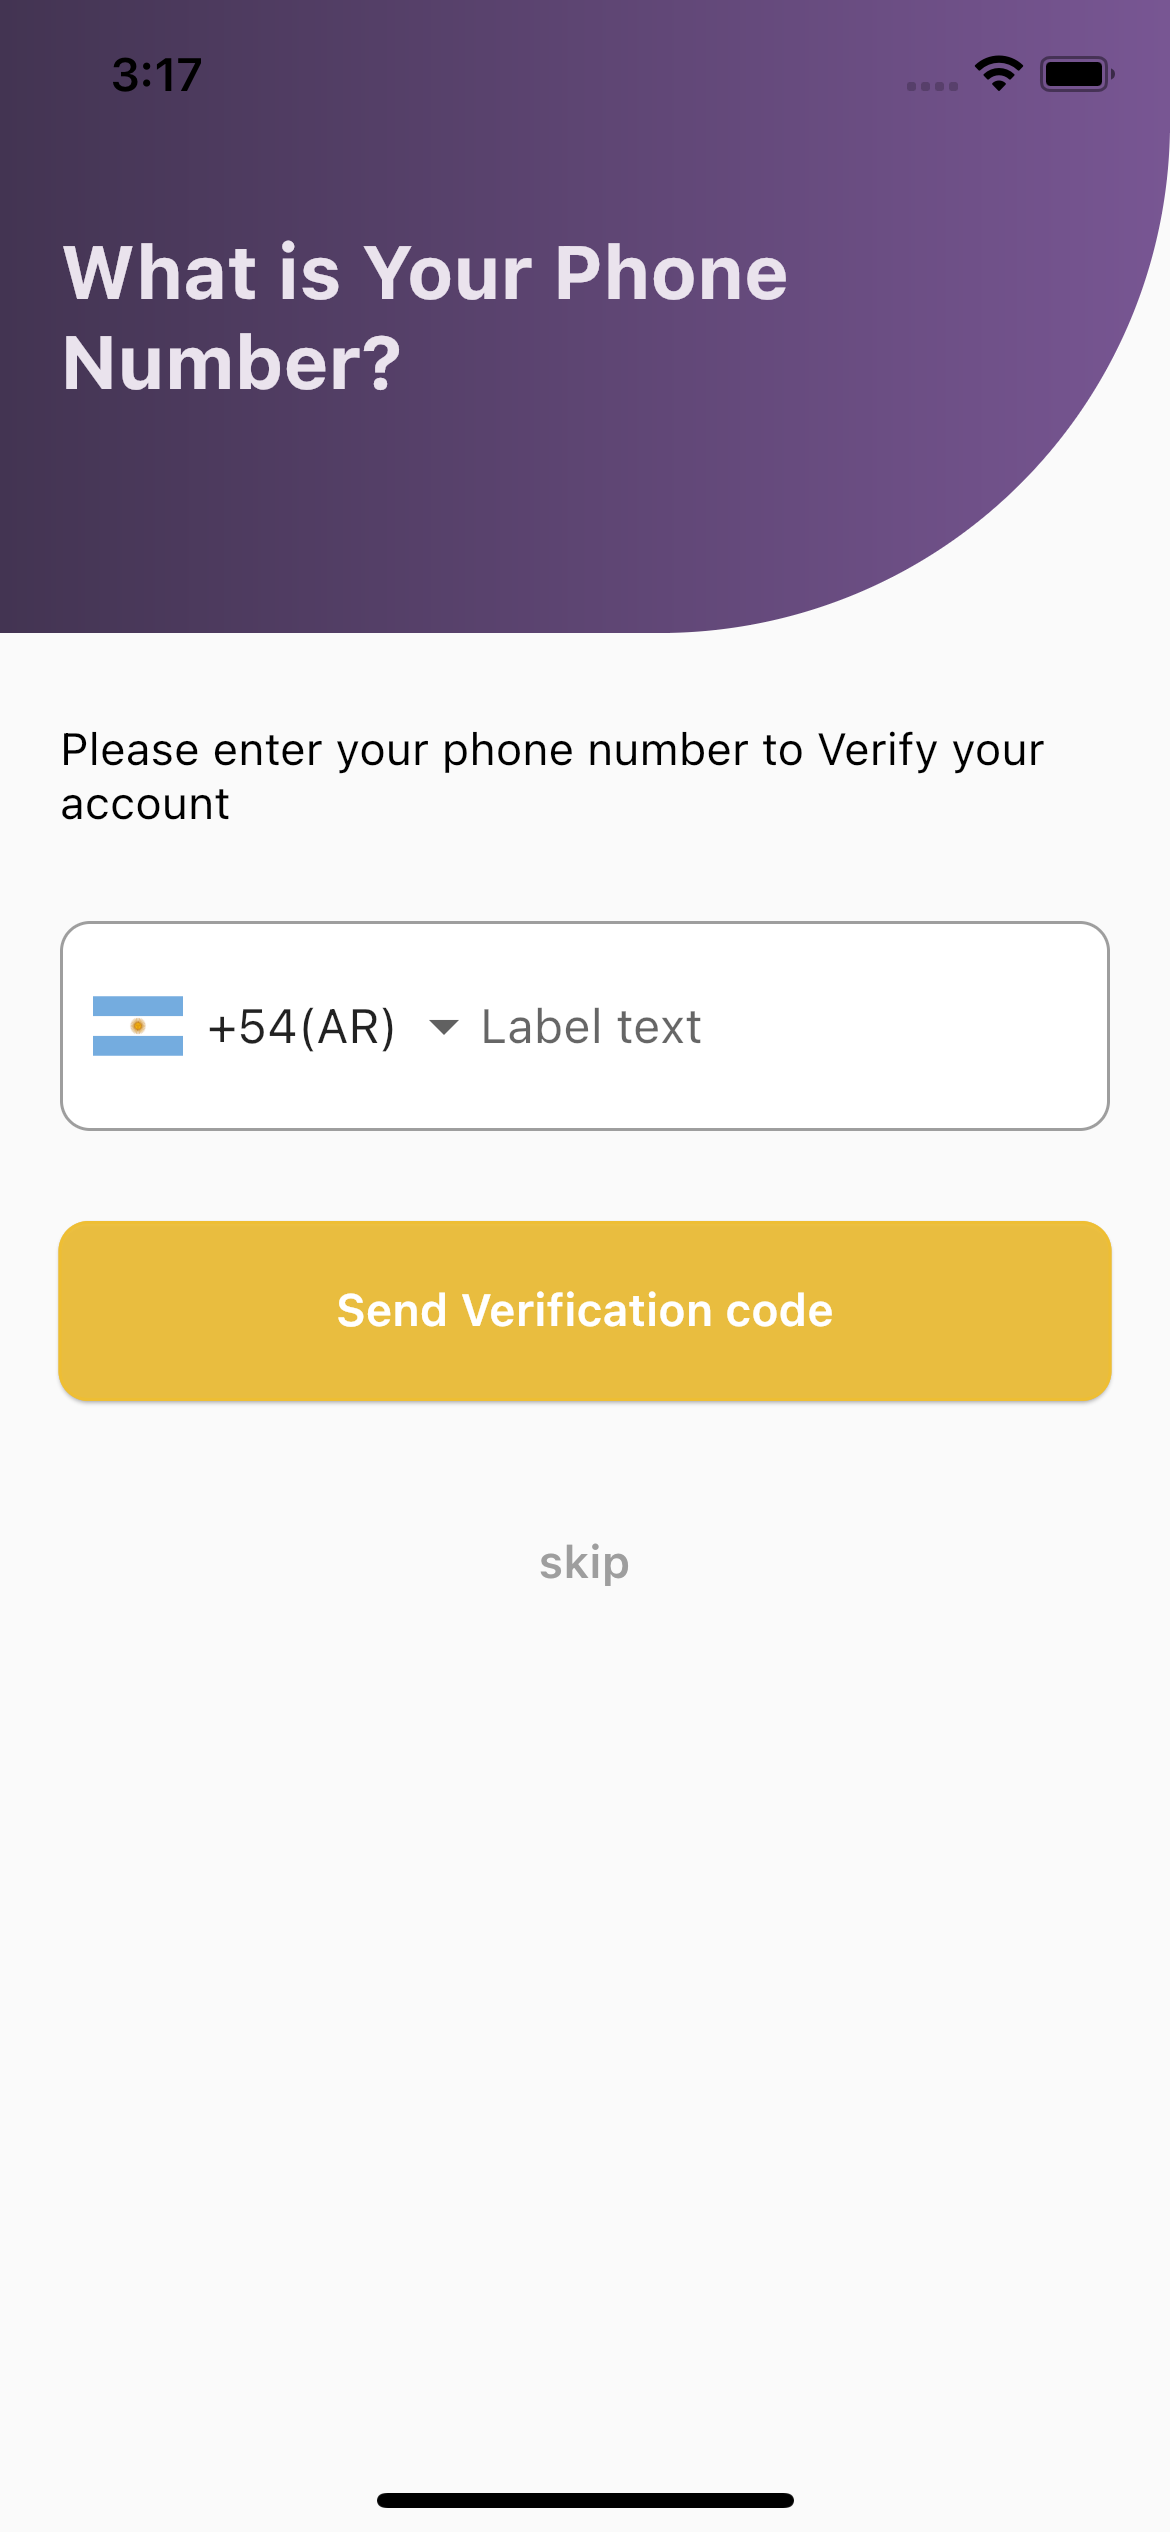 3:17
What is Your Phone
Number?
Please enter your phone number to Verify your
account
+54(AR) Label text
Send Verification code
skip